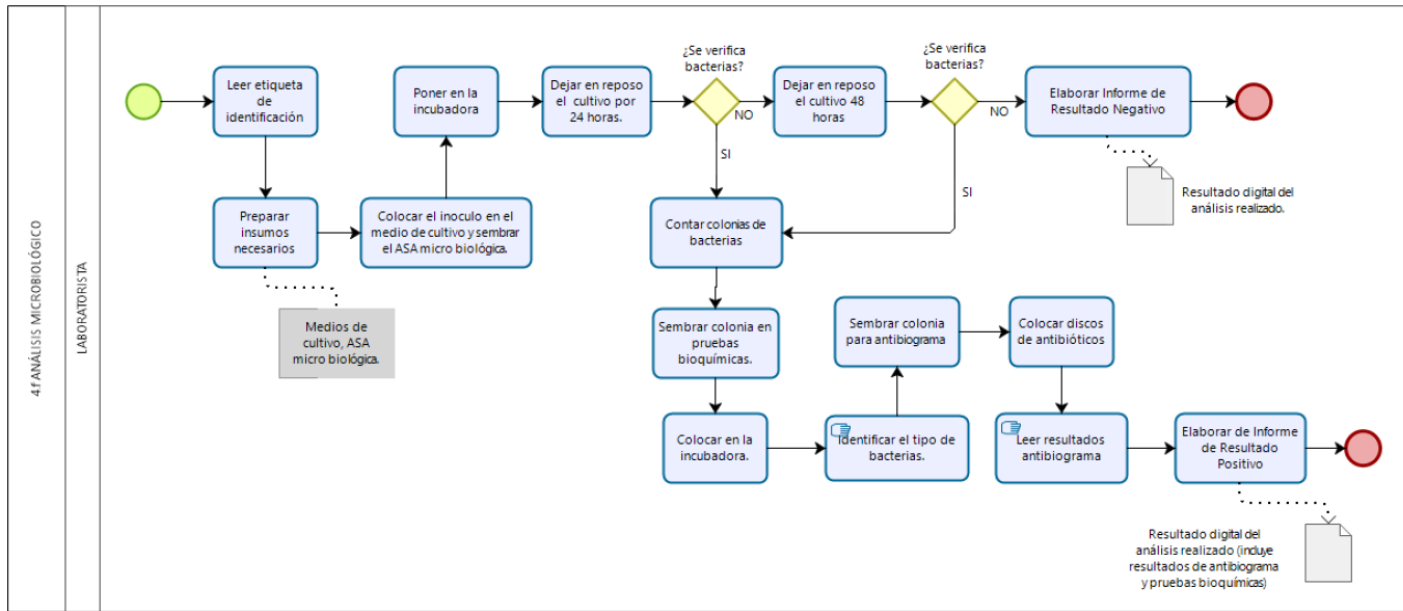 4.f ANÁLISIS MICROBIOLÓGICO
LABORATORISTA
Leer etiqueta
de
identificación
Preparar
insumos
necesarios
Medios de
cultivo, ASA
micro biológica.
Colocar el inoculo en el
medio de cultivo y sembrar
el ASA micro biológica.
Poner en la
incubadora
Dejar en reposo
el cultivo por
24 horas.
¿Se verifica
bacterias?
NO
SI
Dejar en reposo
el cultivo 48
horas
¿Se verifica
bacterias?
NO
SI
Elaborar Informe de
Resultado Negativo
Resultado digital del
análisis realizado.
Contar colonias de
bacterias
Sembrar colonia en
pruebas
bioquímicas.
Colocar en la
incubadora.
Identificar el tipo de
bacterias.
Sembrar colonia
para antibiograma
Colocar discos
de antibióticos
Leer resultados
antibiograma
Elaborar de Informe
de Resultado
Positivo
Resultado digital del
análisis realizado (incluye
resultados de antibiograma
y pruebas bioquímicas)